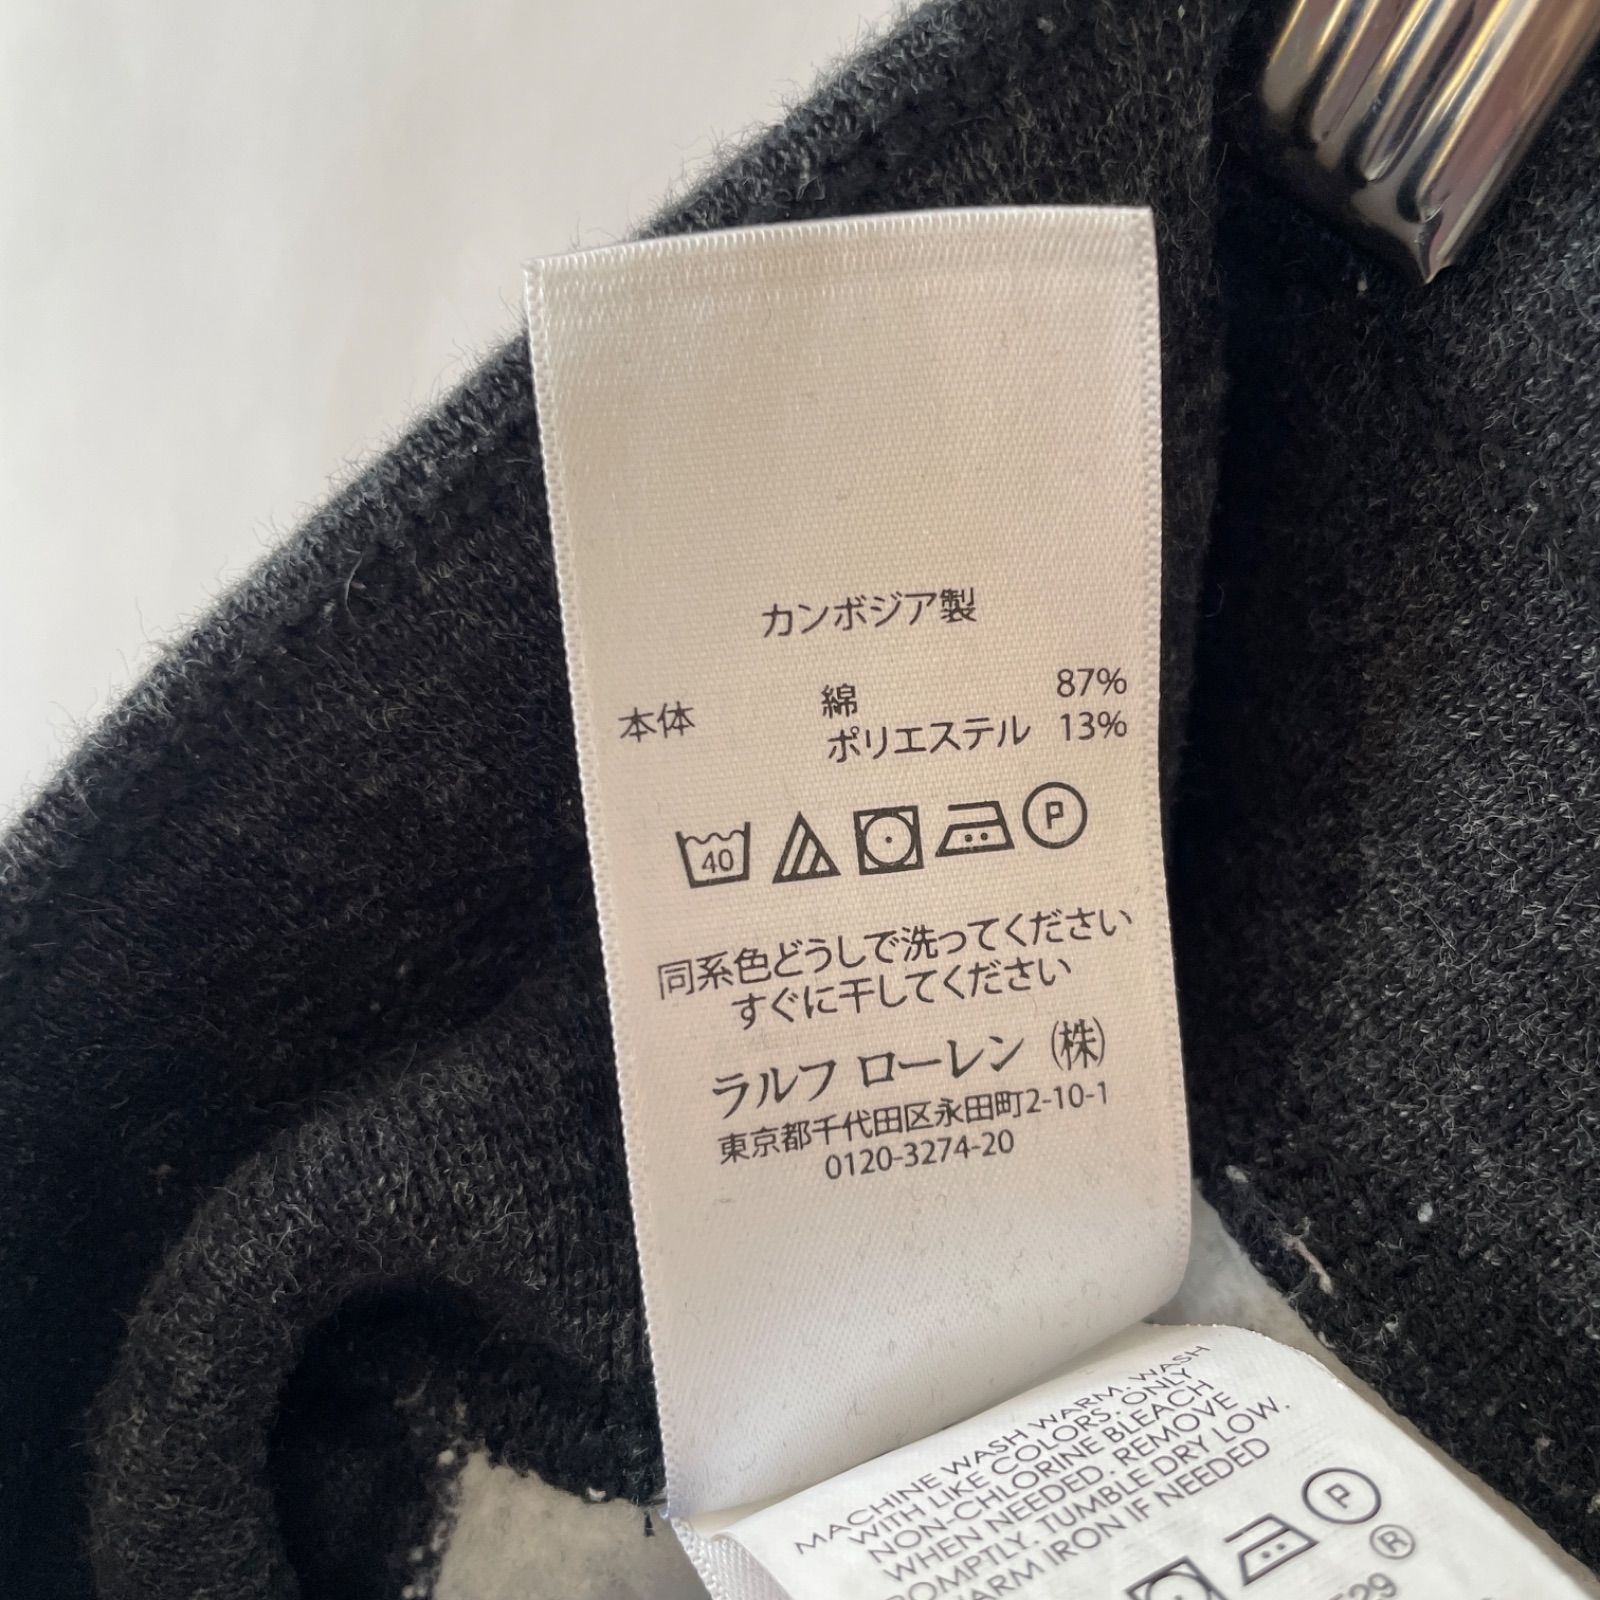 カンボジア製
本体 綿 87%
ポリエステル 13%
40 P
同系色どうしで洗ってください
すぐに干してください
ラルフ ローレン (株)
東京都千代田区永田町2-10-1
0120-3274-20
MACHINE WASH WARM. WASH
WITH LIKE COLORS. ONLY
NON-CHLORINE BLEACH
WHEN NEEDED. REMOVE
PROMPTLY. TUMBLE DRY LOW.
WARM IRON IF NEEDED
P
®